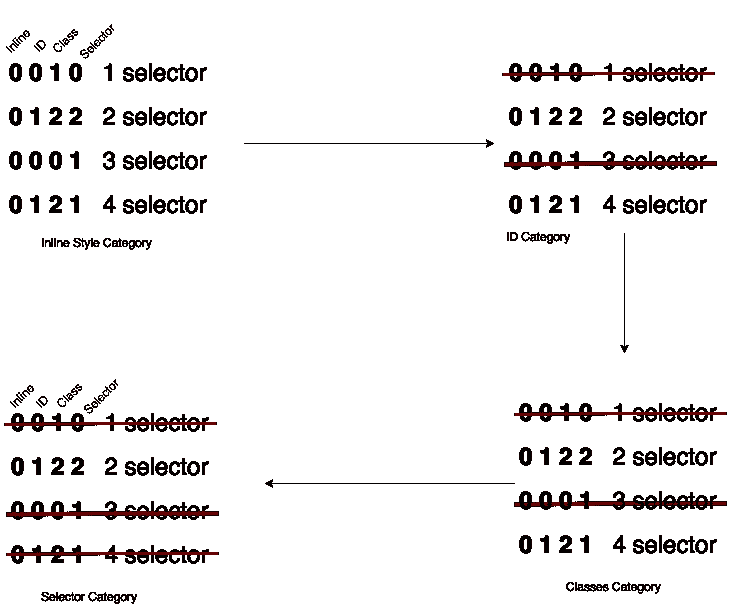 Inline ID Class Selector
0 0 1 0 1 selector
0 1 2 2 2 selector
0 0 0 1 3 selector
0 1 2 1 4 selector
Inline Style Category
0 0 1 0 1 selector
0 1 2 2 2 selector
0 0 0 1 3 selector
0 1 2 1 4 selector
ID Category
0 0 1 0 1 selector
0 1 2 2 2 selector
0 0 0 1 3 selector
0 1 2 1 4 selector
Classes Category
Inline ID Class Selector
0 0 1 0 1 selector
0 1 2 2 2 selector
0 0 0 1 3 selector
0 1 2 1 4 selector
Selector Category